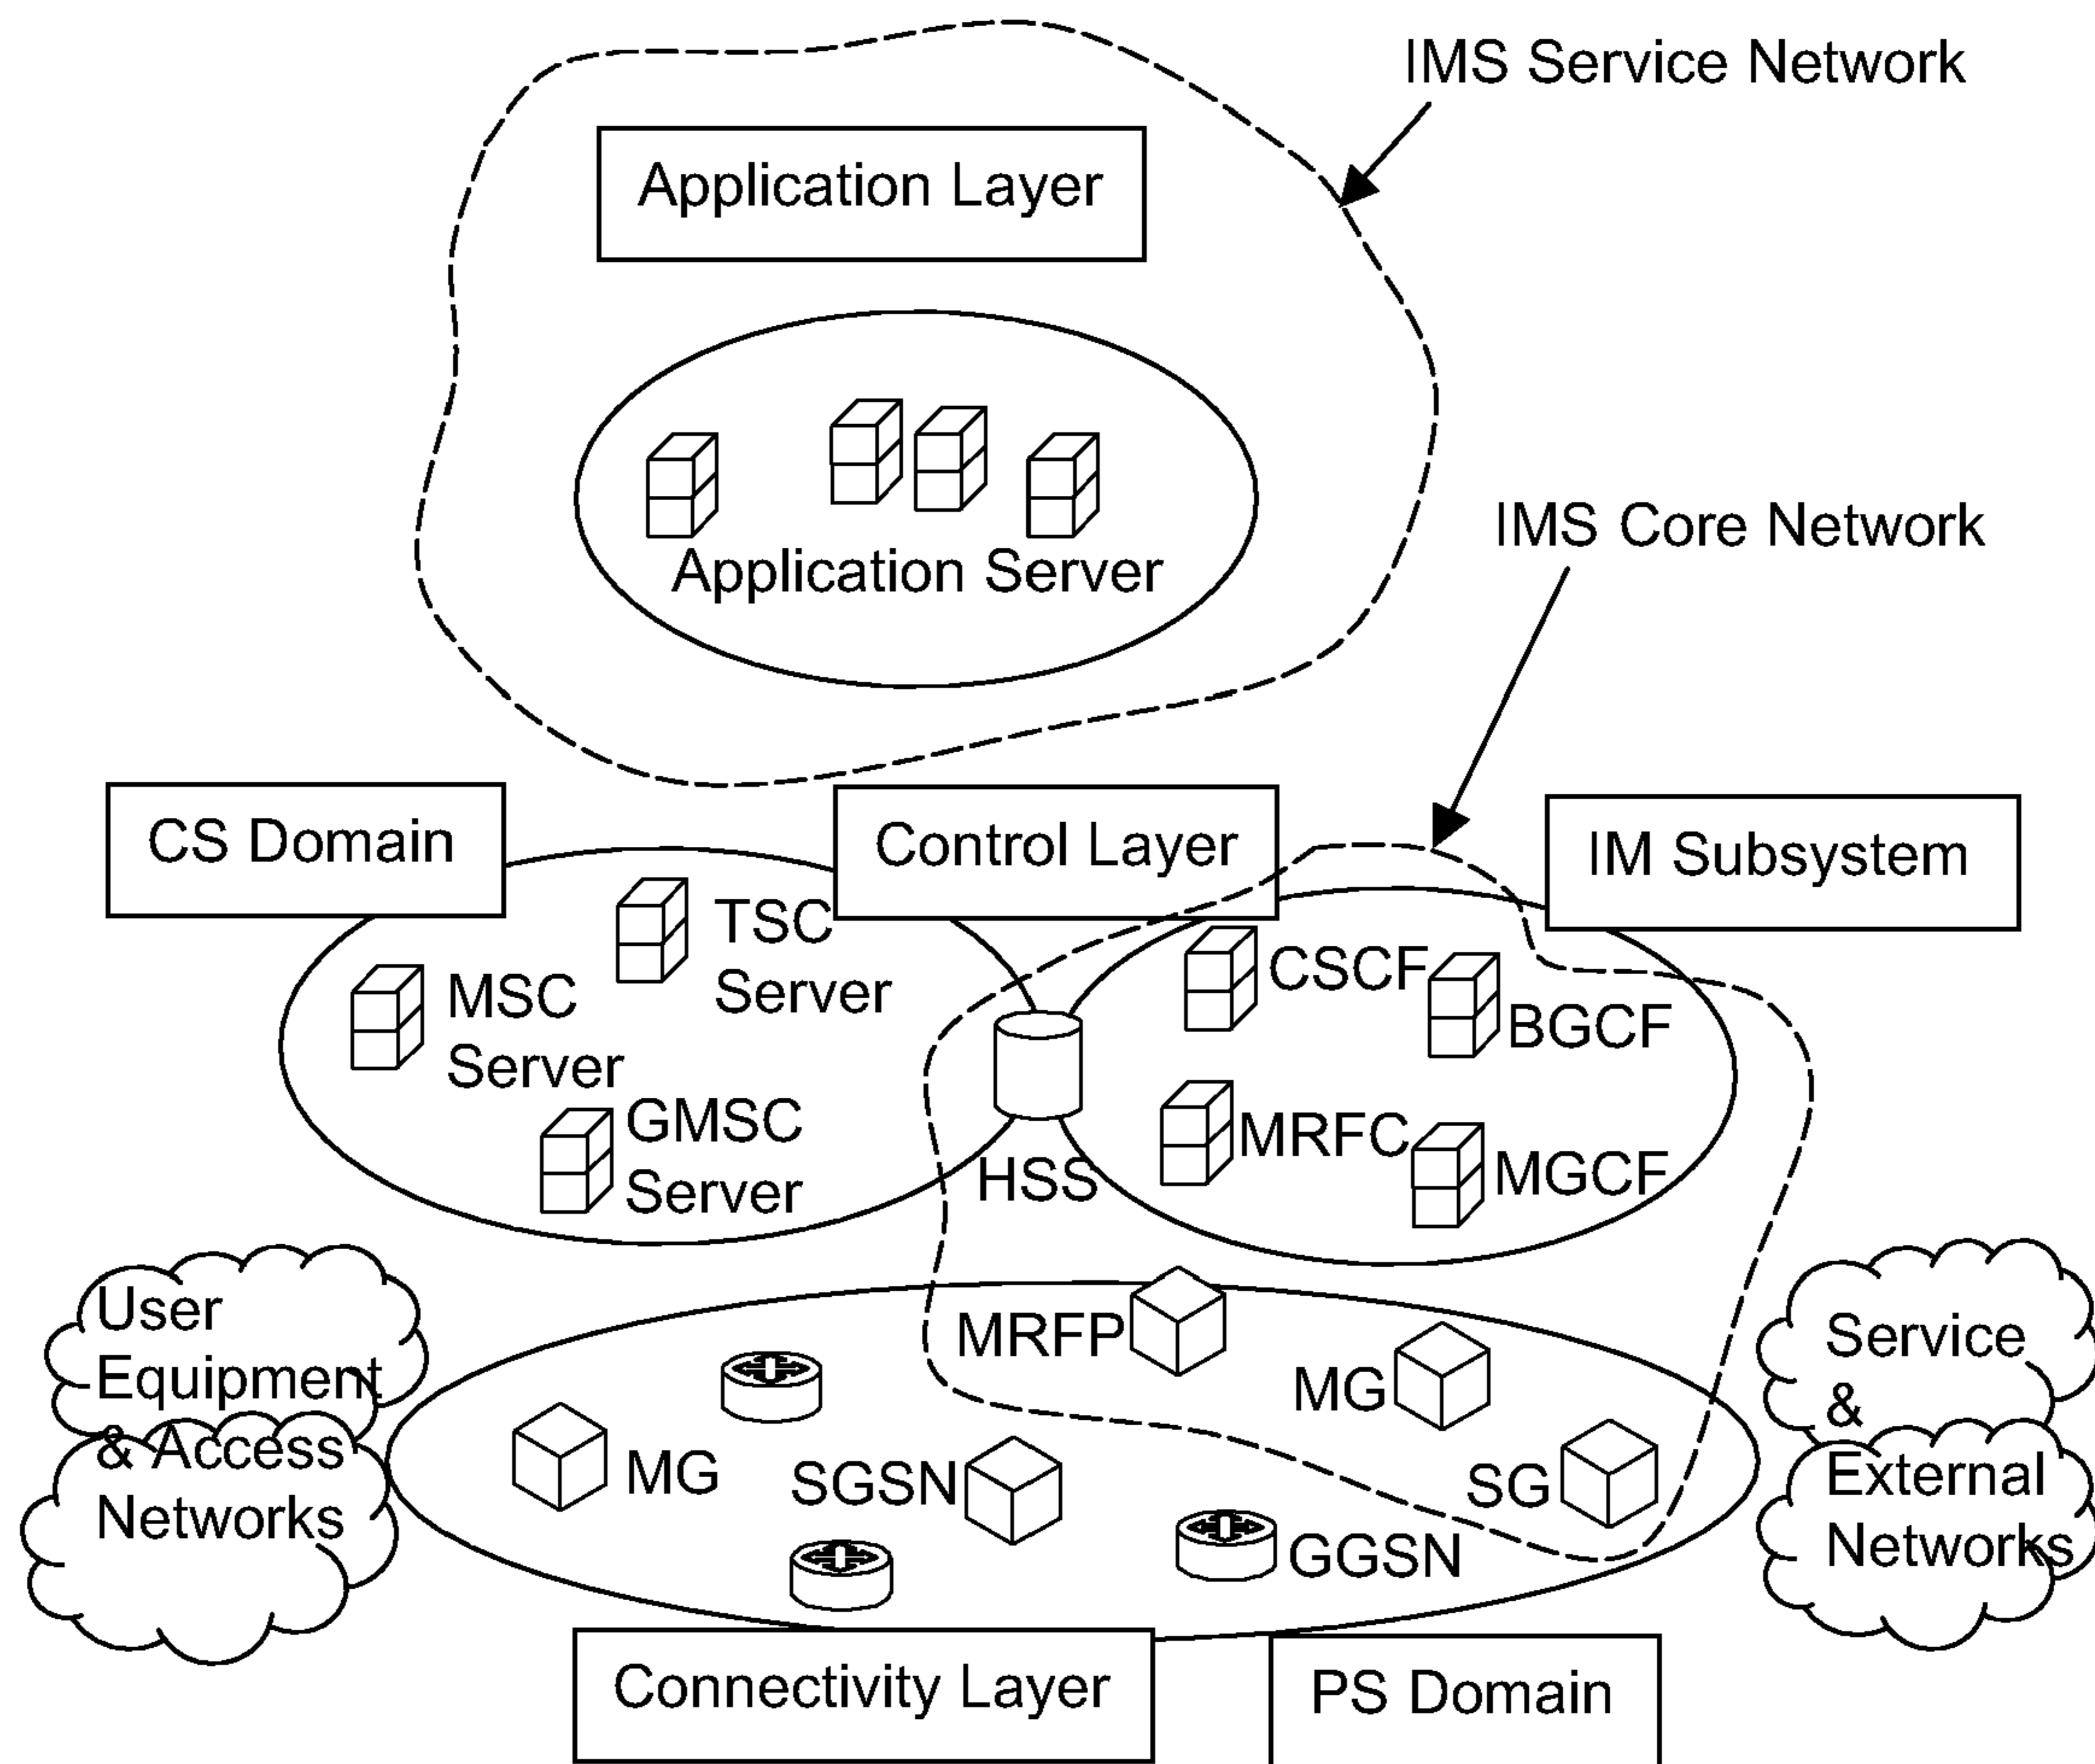 IMS Service Network
Application Layer
IMS Core Network
Application Server
CS Domain
Control Layer
IM Subsystem
TSC
Server
MSC
Server
GMSC
Server
CSCF
BGCF
MRFC
MGCF
HSS
User
Equipment
& Access
Networks
MRFP
MG
SG
MG
SGSN
GGSN
Service
&
External
Networks
Connectivity Layer
PS Domain